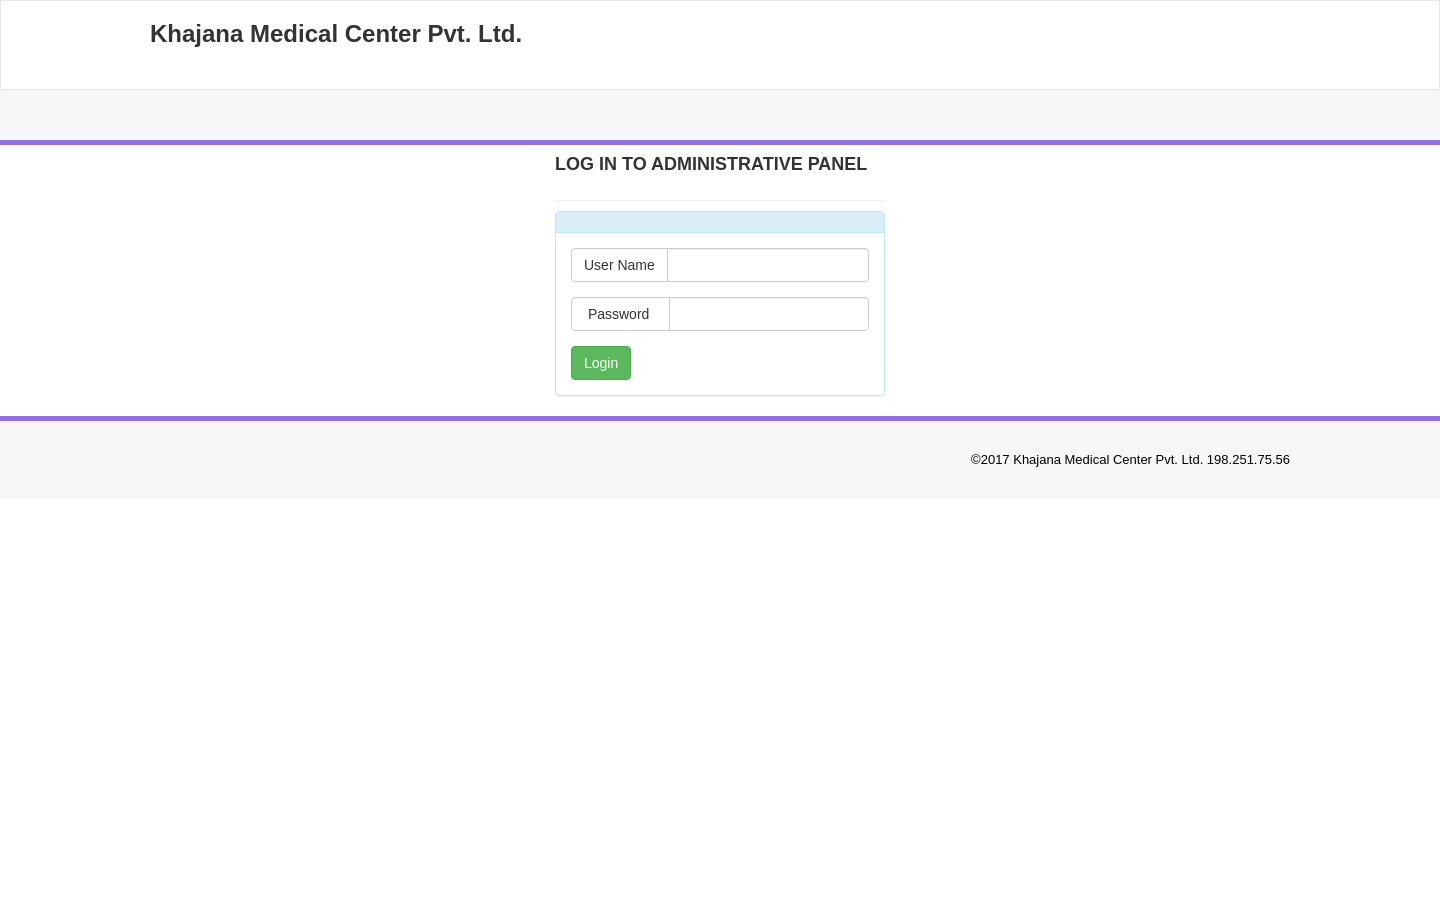 Khajana Medical Center Pvt. Ltd.
LOG IN TO ADMINISTRATIVE PANEL
User Name
Password
Login
©2017 Khajana Medical Center Pvt. Ltd. 198.251.75.56